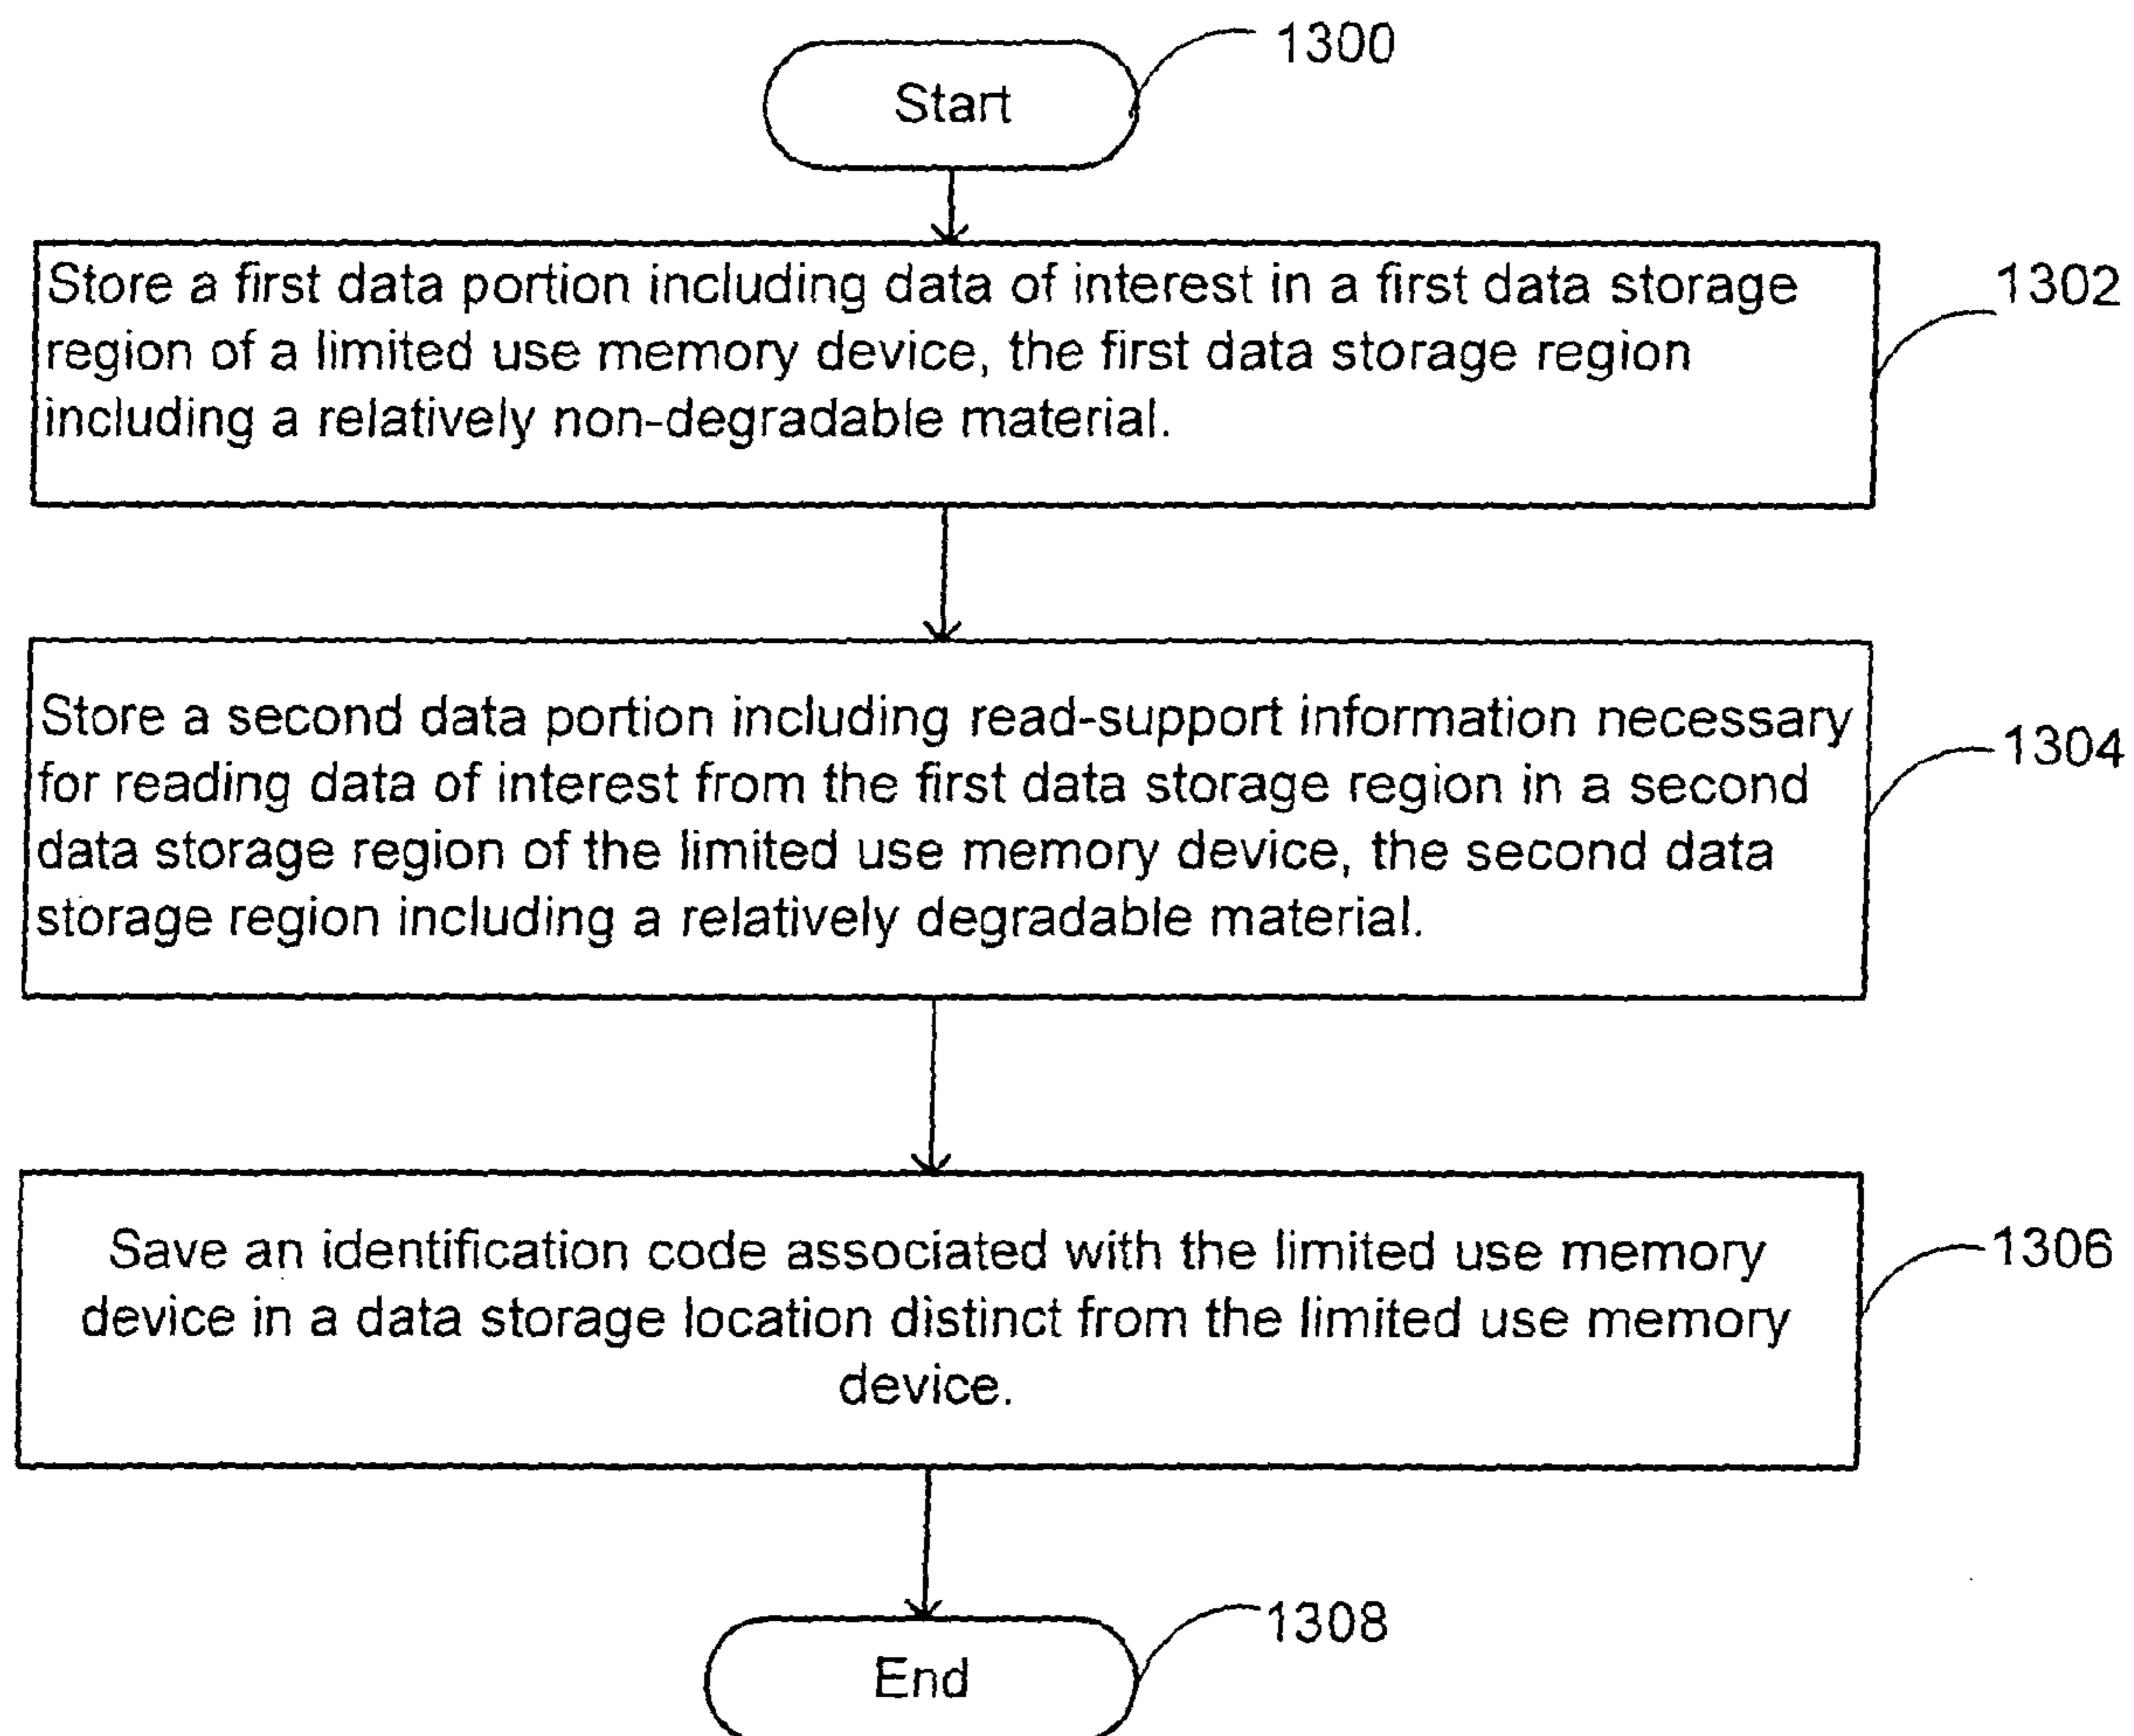 1300
Start
Store a first data portion including data of interest in a first data storage
region of a limited use memory device, the first data storage region
including a relatively non-degradable material.
1302
Store a second data portion including read-support information necessary
for reading data of interest from the first data storage region in a second
data storage region of the limited use memory device, the second data
storage region including a relatively degradable material.
1304
Save an identification code associated with the limited use memory
device in a data storage location distinct from the limited use memory
device.
1306
1308
End